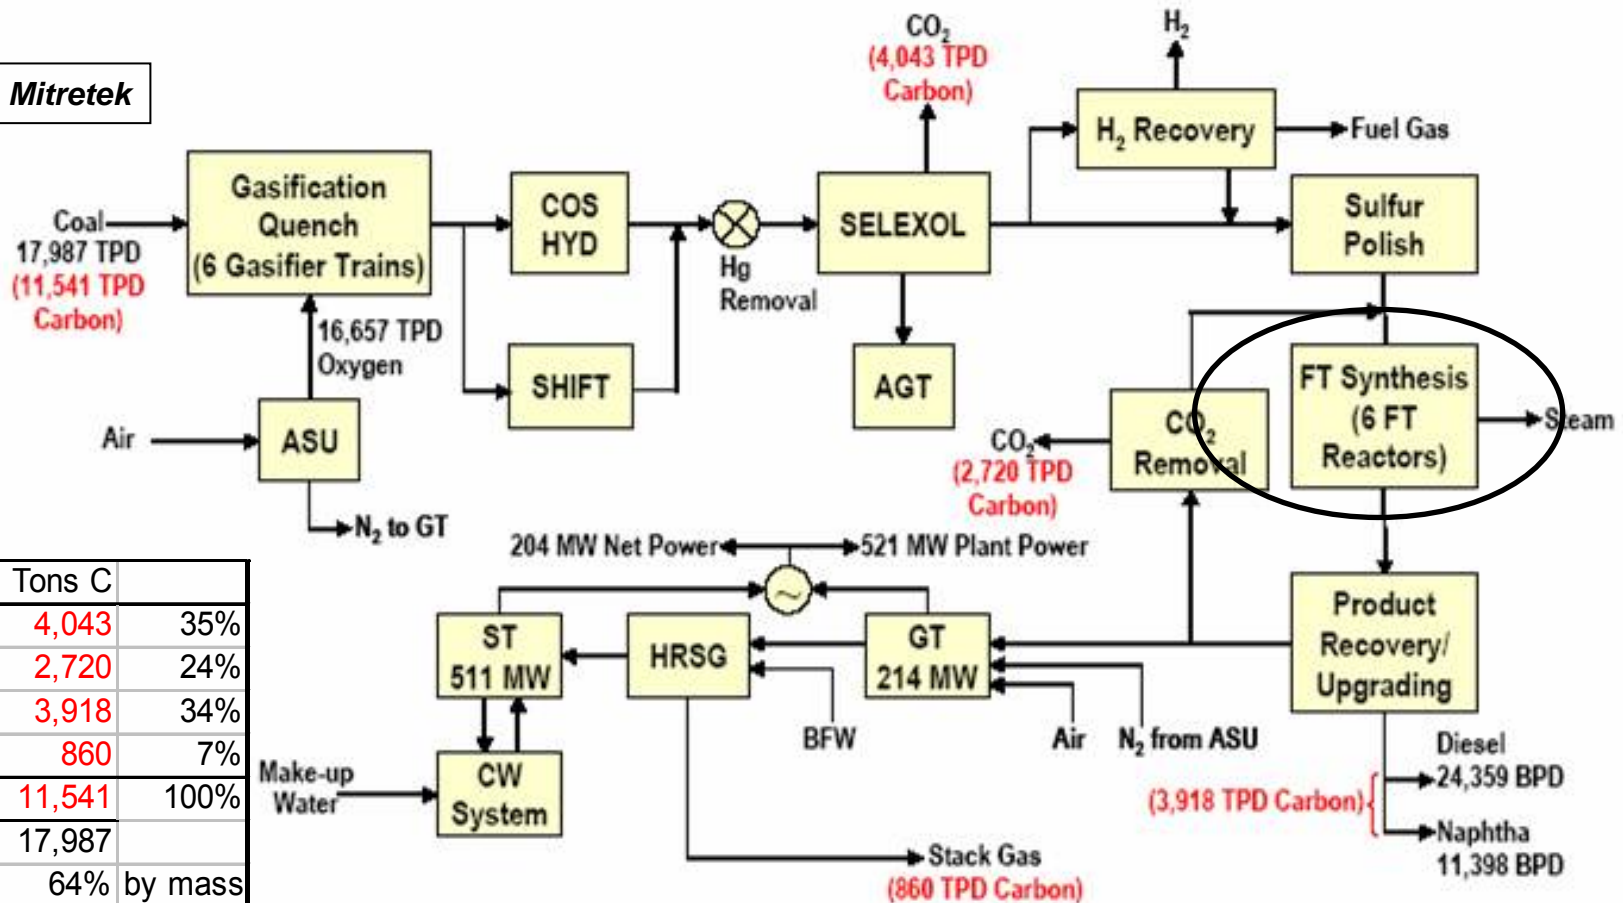 Mitretek
CO₂
(4,043 TPD
Carbon)
H₂
H₂ Recovery
Fuel Gas
Coal
17,987 TPD
(11,541 TPD
Carbon)
Gasification
Quench
(6 Gasifier Trains)
COS
HYD
Hg
Removal
SELEXOL
Sulfur
Polish
16,657 TPD
Oxygen
SHIFT
AGT
Air
ASU
N₂ to GT
CO₂
(2,720 TPD
Carbon)
CO₂
Removal
FT Synthesis
(6 FT
Reactors)
Steam
204 MW Net Power
521 MW Plant Power
~
ST
511 MW
HRSG
GT
214 MW
Product
Recovery/
Upgrading
BFW
Air
N₂ from ASU
Make-up
Water
CW
System
Diesel
24,359 BPD
(3,918 TPD Carbon)
Naphtha
11,398 BPD
Stack Gas
(860 TPD Carbon)
Tons C
4,043 35%
2,720 24%
3,918 34%
860 7%
11,541 100%
17,987
64% by mass